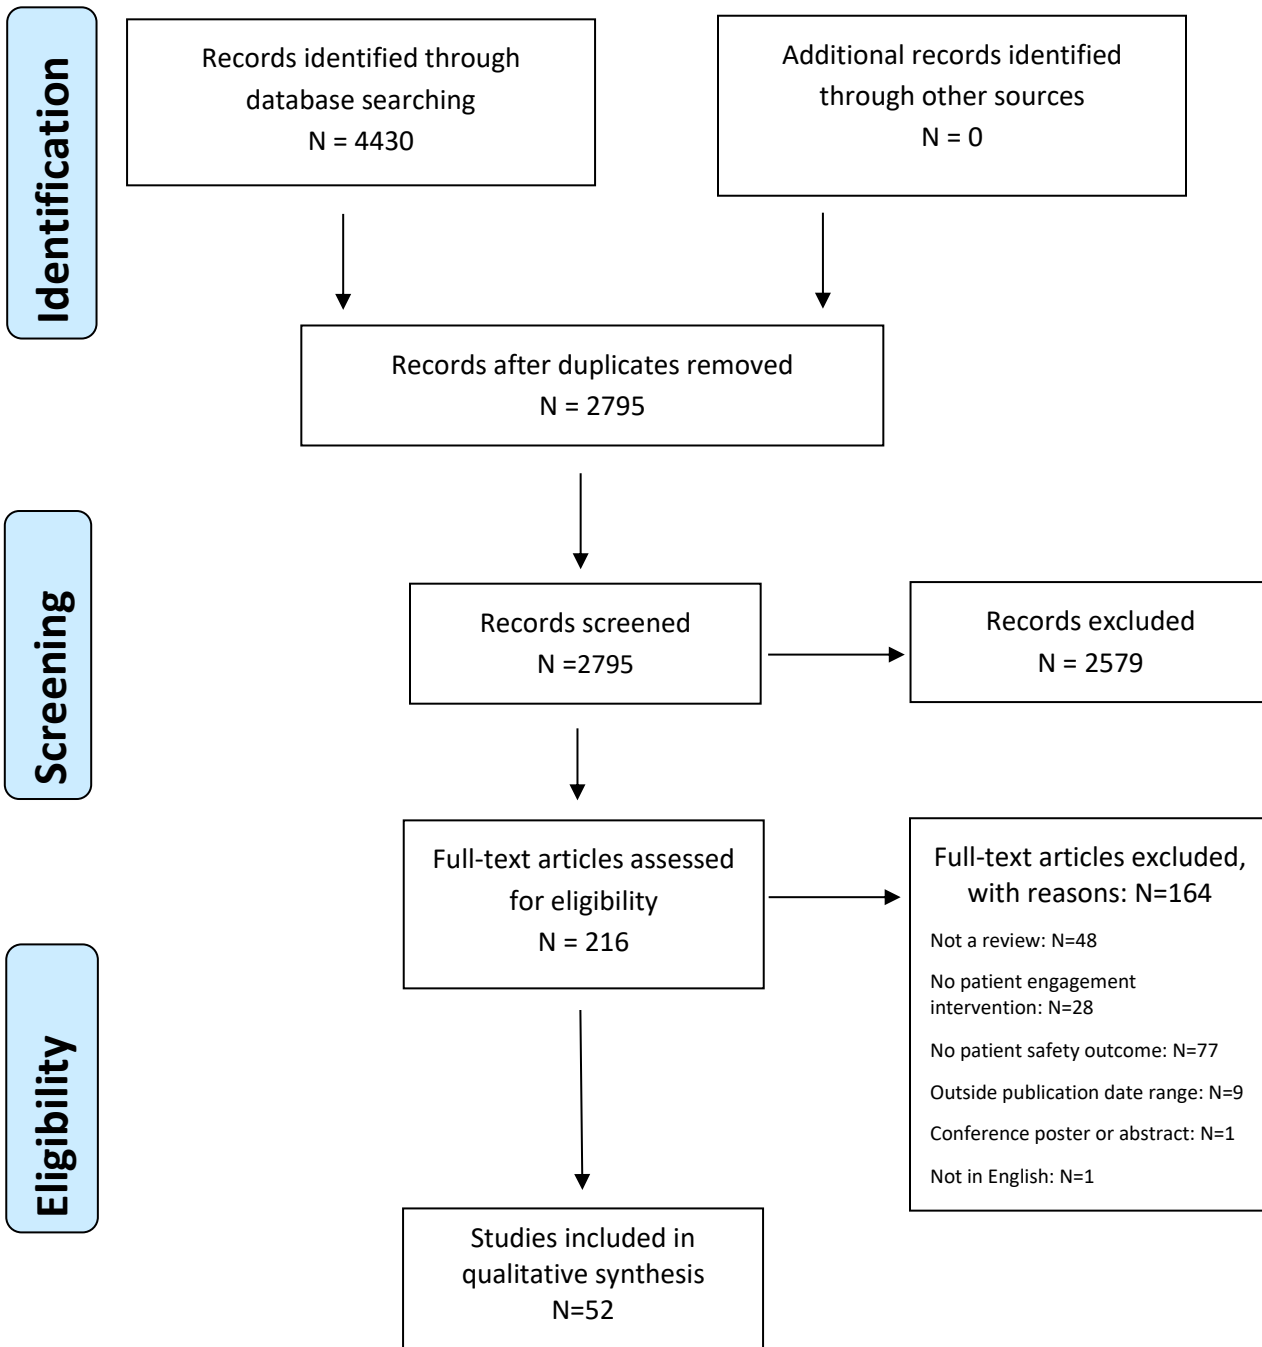 Identification
Records identified through
database searching
N = 4430
Additional records identified
through other sources
N = 0
Records after duplicates removed
N = 2795
Screening
Records screened
N =2795
Records excluded
N = 2579
Full-text articles assessed
for eligibility
N = 216
Full-text articles excluded,
with reasons: N=164
Not a review: N=48
No patient engagement
intervention: N=28
No patient safety outcome: N=77
Outside publication date range: N=9
Conference poster or abstract: N=1
Not in English: N=1
Eligibility
Studies included in
qualitative synthesis
N=52